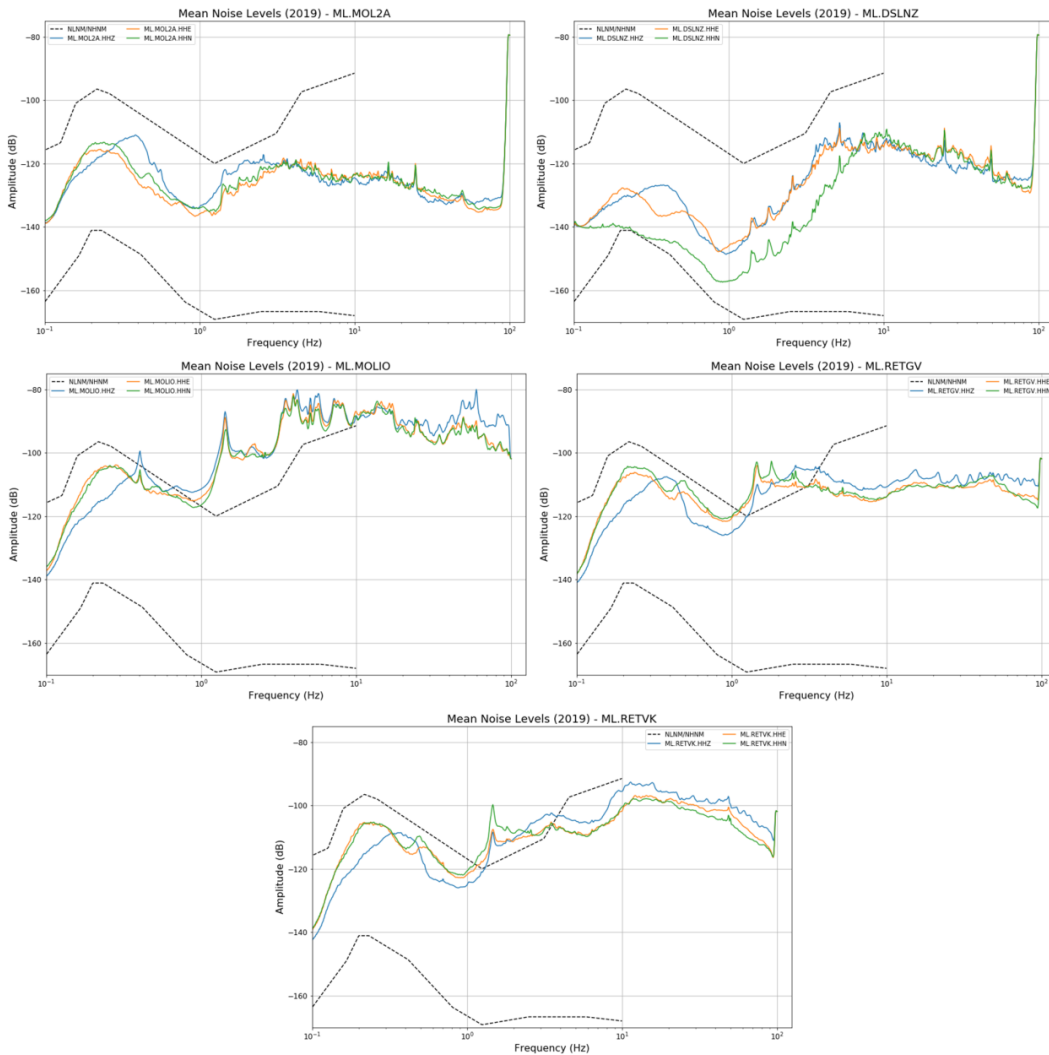 Mean Noise Levels (2019) - ML.MOL2A
NLNM/NHNM
ML.MOL2A.HHZ
ML.MOL2A.HHE
ML.MOL2A.HHN
−80
−100
−120
−140
−160
Amplitude (dB)
10⁻¹
10⁰
10¹
10²
Frequency (Hz)
Mean Noise Levels (2019) - ML.DSLNZ
NLNM/NHNM
ML.DSLNZ.HHZ
ML.DSLNZ.HHE
ML.DSLNZ.HHN
−80
−100
−120
−140
−160
Amplitude (dB)
10⁻¹
10⁰
10¹
10²
Frequency (Hz)
Mean Noise Levels (2019) - ML.MOLIO
NLNM/NHNM
ML.MOLIO.HHZ
ML.MOLIO.HHE
ML.MOLIO.HHN
−80
−100
−120
−140
−160
Amplitude (dB)
10⁻¹
10⁰
10¹
10²
Frequency (Hz)
Mean Noise Levels (2019) - ML.RETGV
NLNM/NHNM
ML.RETGV.HHZ
ML.RETGV.HHE
ML.RETGV.HHN
−80
−100
−120
−140
−160
Amplitude (dB)
10⁻¹
10⁰
10¹
10²
Frequency (Hz)
Mean Noise Levels (2019) - ML.RETVK
NLNM/NHNM
ML.RETVK.HHZ
ML.RETVK.HHE
ML.RETVK.HHN
−80
−100
−120
−140
−160
Amplitude (dB)
10⁻¹
10⁰
10¹
10²
Frequency (Hz)